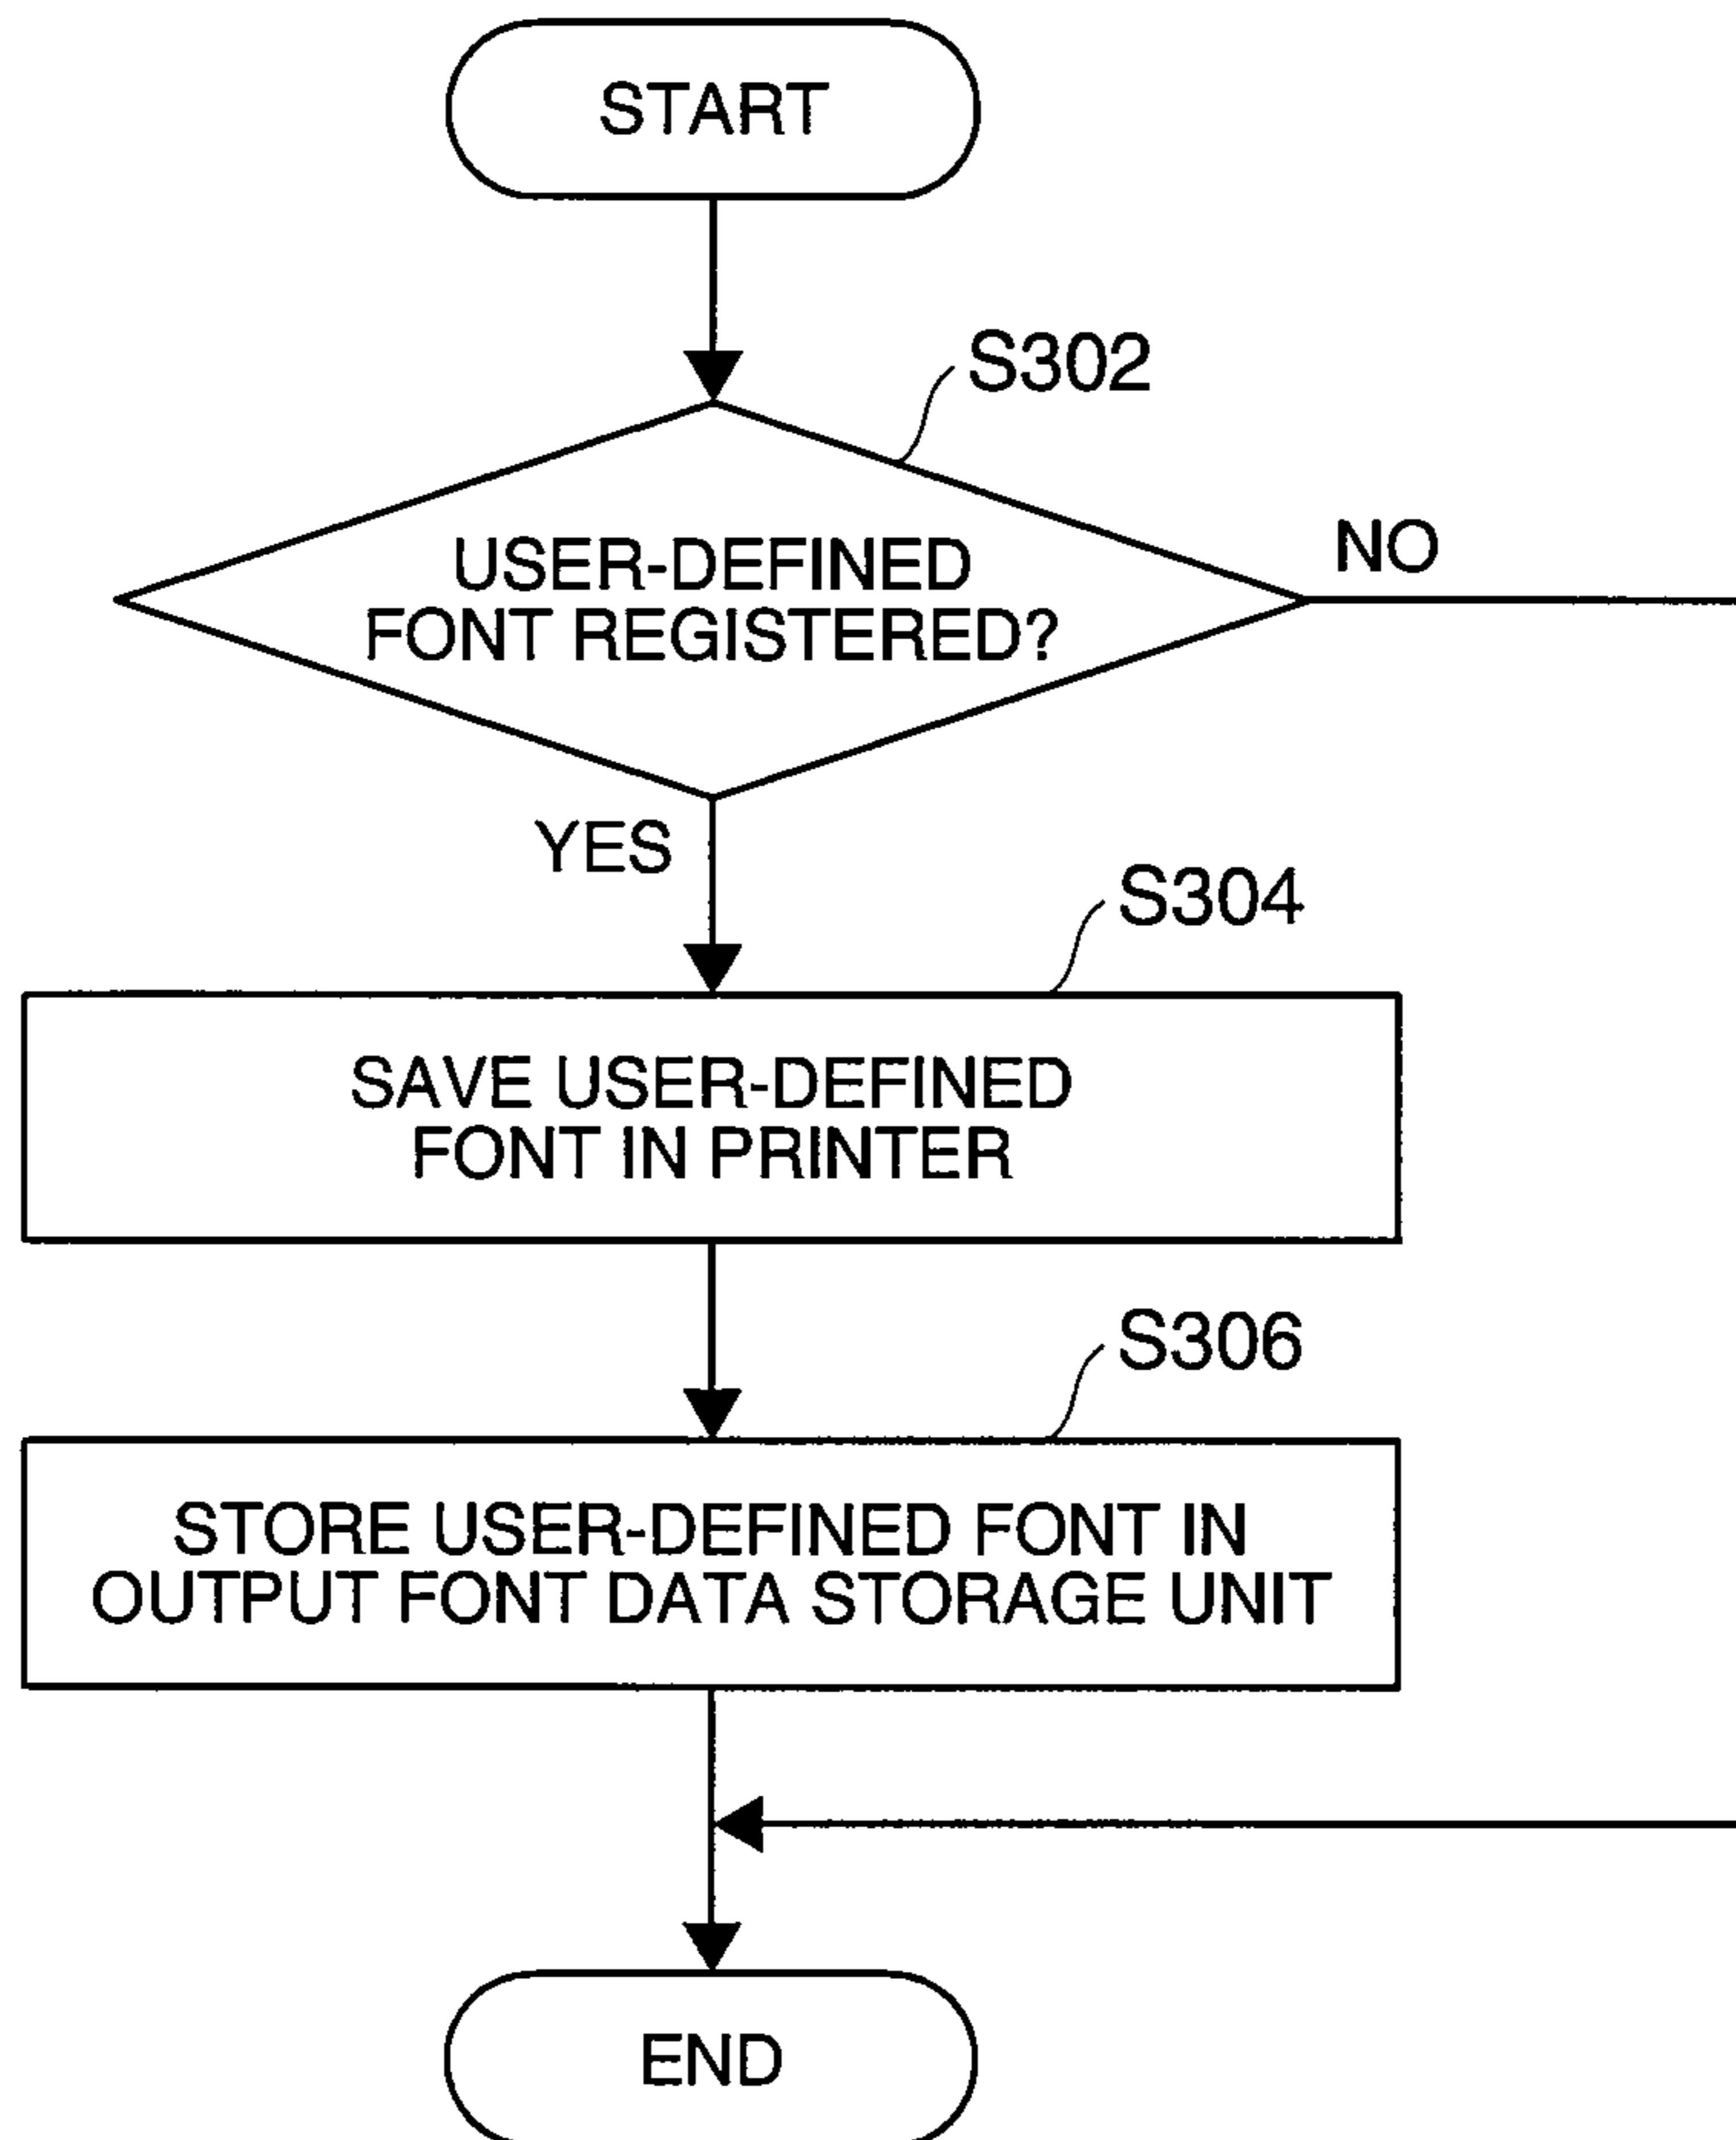 START
S302
USER-DEFINED
FONT REGISTERED?
NO
YES
S304
SAVE USER-DEFINED
FONT IN PRINTER
S306
STORE USER-DEFINED FONT IN
OUTPUT FONT DATA STORAGE UNIT
END